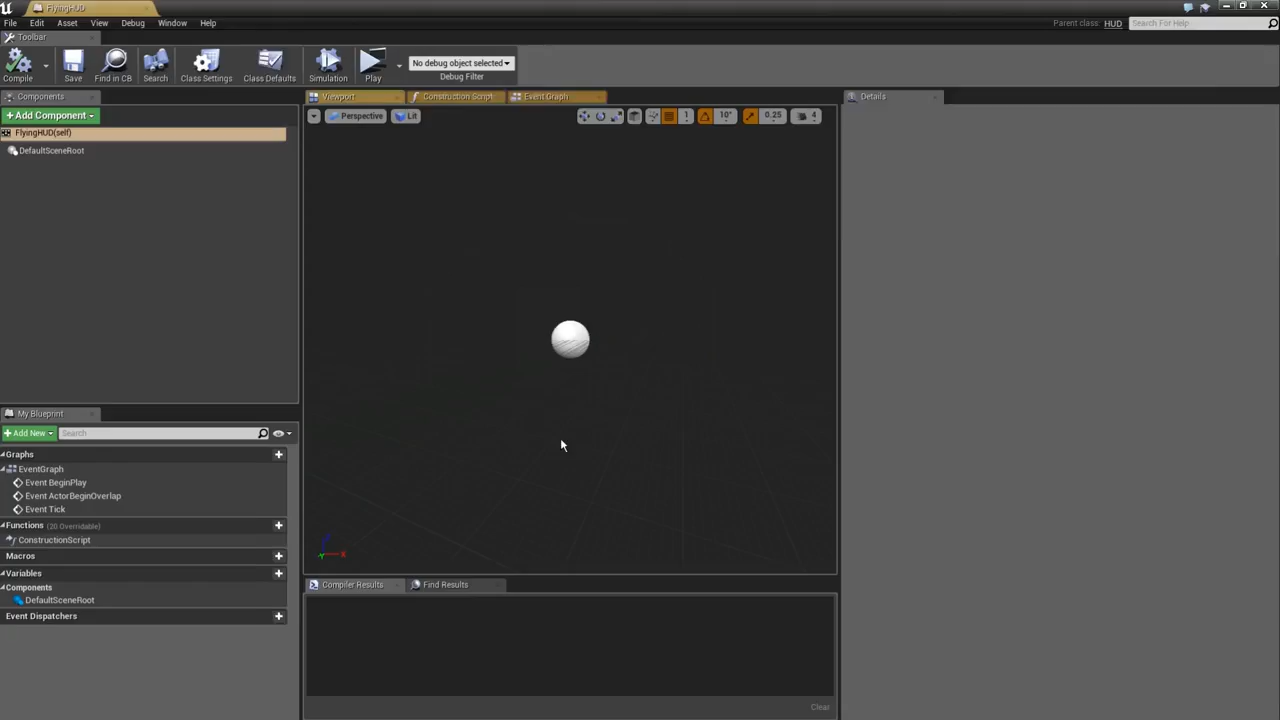 FlyingHUD
File Edit Asset View Debug Window Help
Parent class: HUD Search For Help
Toolbar
Compile Save Find in CB Search Class Settings Class Defaults Simulation Play
No debug object selected
Debug Filter
Components
Viewport Construction Script Event Graph
Details
+Add Component
Perspective Lit 1 10° 0.25 4
FlyingHUD(self)
DefaultSceneRoot
My Blueprint
+Add New Search
Graphs
EventGraph
Event BeginPlay
Event ActorBeginOverlap
Event Tick
Functions (20 Overridable)
ConstructionScript
Macros
Variables
Components
DefaultSceneRoot
Event Dispatchers
X
Compiler Results Find Results
Clear